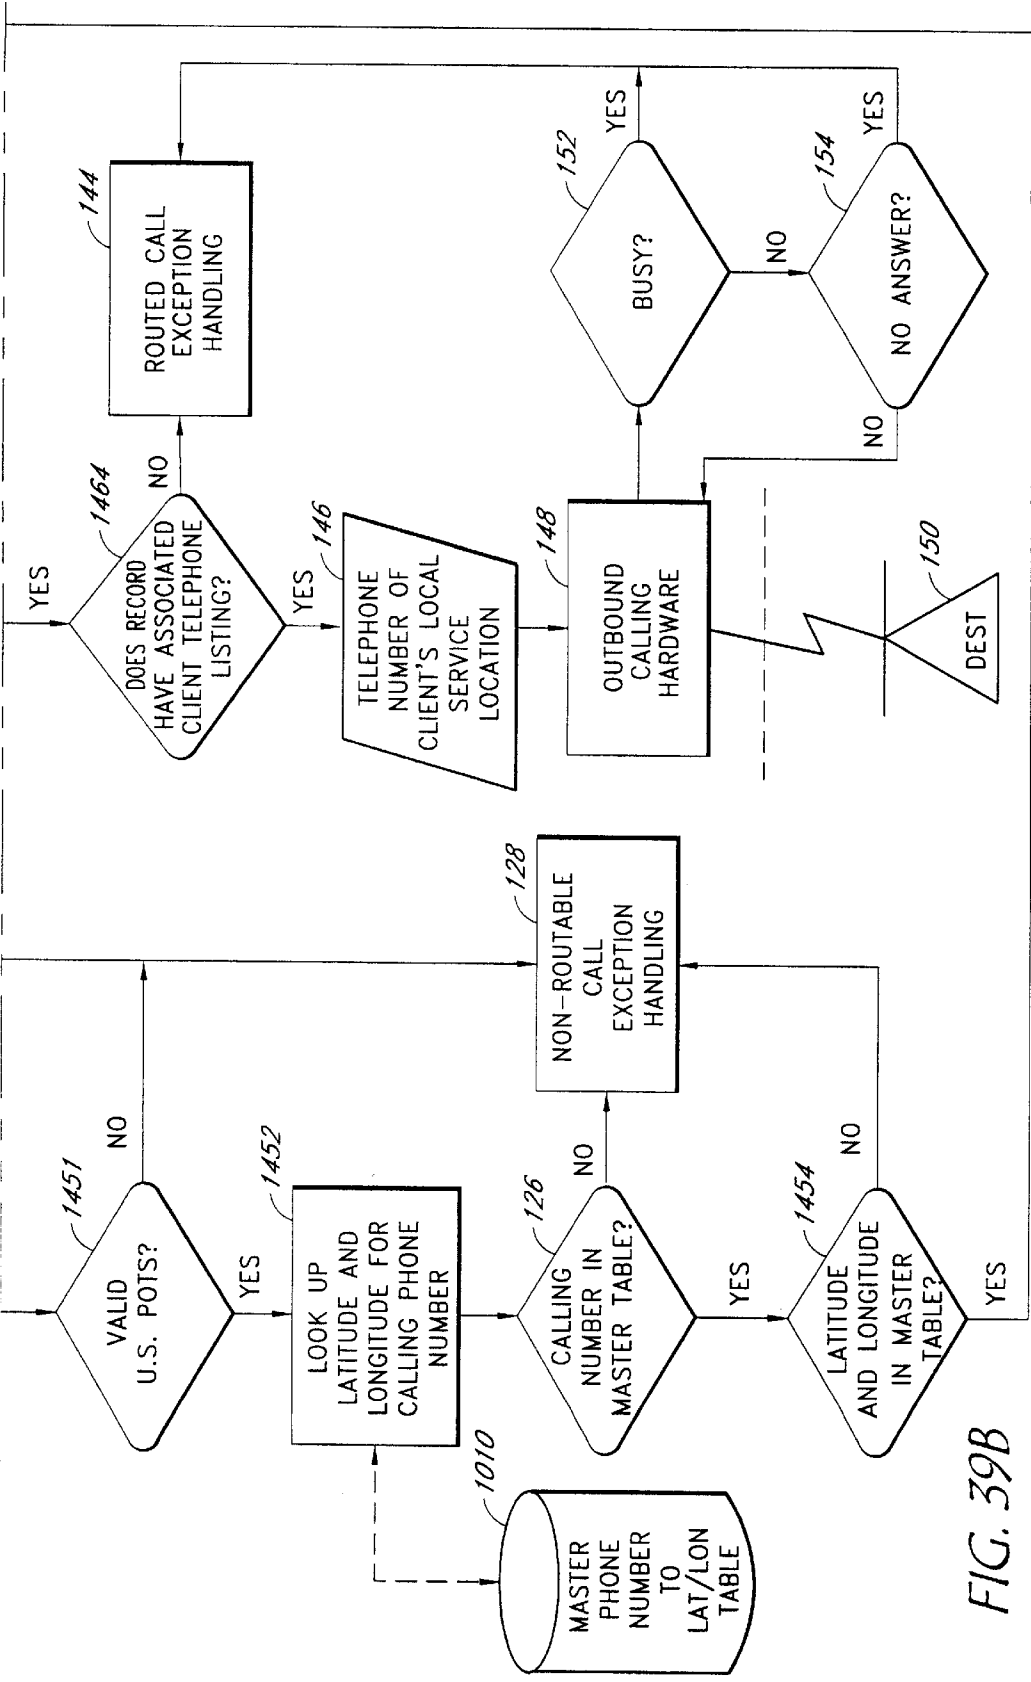 1451
VALID
U.S. POTS?
NO
YES
1452
LOOK UP
LATITUDE AND
LONGITUDE FOR
CALLING PHONE
NUMBER
1010
MASTER
PHONE
NUMBER
TO
LAT/LON
TABLE
126
CALLING
NUMBER IN
MASTER TABLE?
NO
YES
128
NON-ROUTABLE
CALL
EXCEPTION
HANDLING
1454
LATITUDE
AND LONGITUDE
IN MASTER
TABLE?
NO
YES
YES
1464
DOES RECORD
HAVE ASSOCIATED
CLIENT TELEPHONE
LISTING?
NO
YES
144
ROUTED CALL
EXCEPTION
HANDLING
146
TELEPHONE
NUMBER OF
CLIENT'S LOCAL
SERVICE
LOCATION
148
OUTBOUND
CALLING
HARDWARE
152
BUSY?
YES
NO
154
NO ANSWER?
YES
NO
150
DEST
FIG. 39B